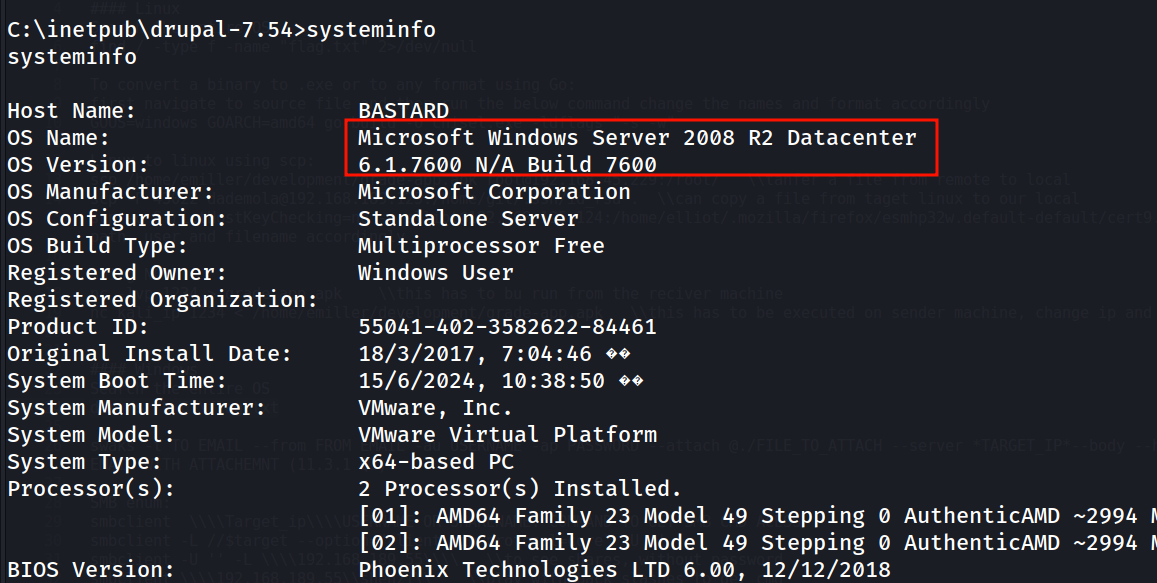 C:\inetpub\drupal-7.54>systeminfo
systeminfo
Host Name: BASTARD
OS Name: Microsoft Windows Server 2008 R2 Datacenter
OS Version: 6.1.7600 N/A Build 7600
OS Manufacturer: Microsoft Corporation
OS Configuration: Standalone Server
OS Build Type: Multiprocessor Free
Registered Owner: Windows User
Registered Organization:
Product ID: 55041-402-3582622-84461
Original Install Date: 18/3/2017, 7:04:46 ��
System Boot Time: 15/6/2024, 10:38:50 ��
System Manufacturer: VMware, Inc.
System Model: VMware Virtual Platform
System Type: x64-based PC
Processor(s): 2 Processor(s) Installed.
[01]: AMD64 Family 23 Model 49 Stepping 0 AuthenticAMD ~2994
[02]: AMD64 Family 23 Model 49 Stepping 0 AuthenticAMD ~2994
BIOS Version: Phoenix Technologies LTD 6.00, 12/12/2018